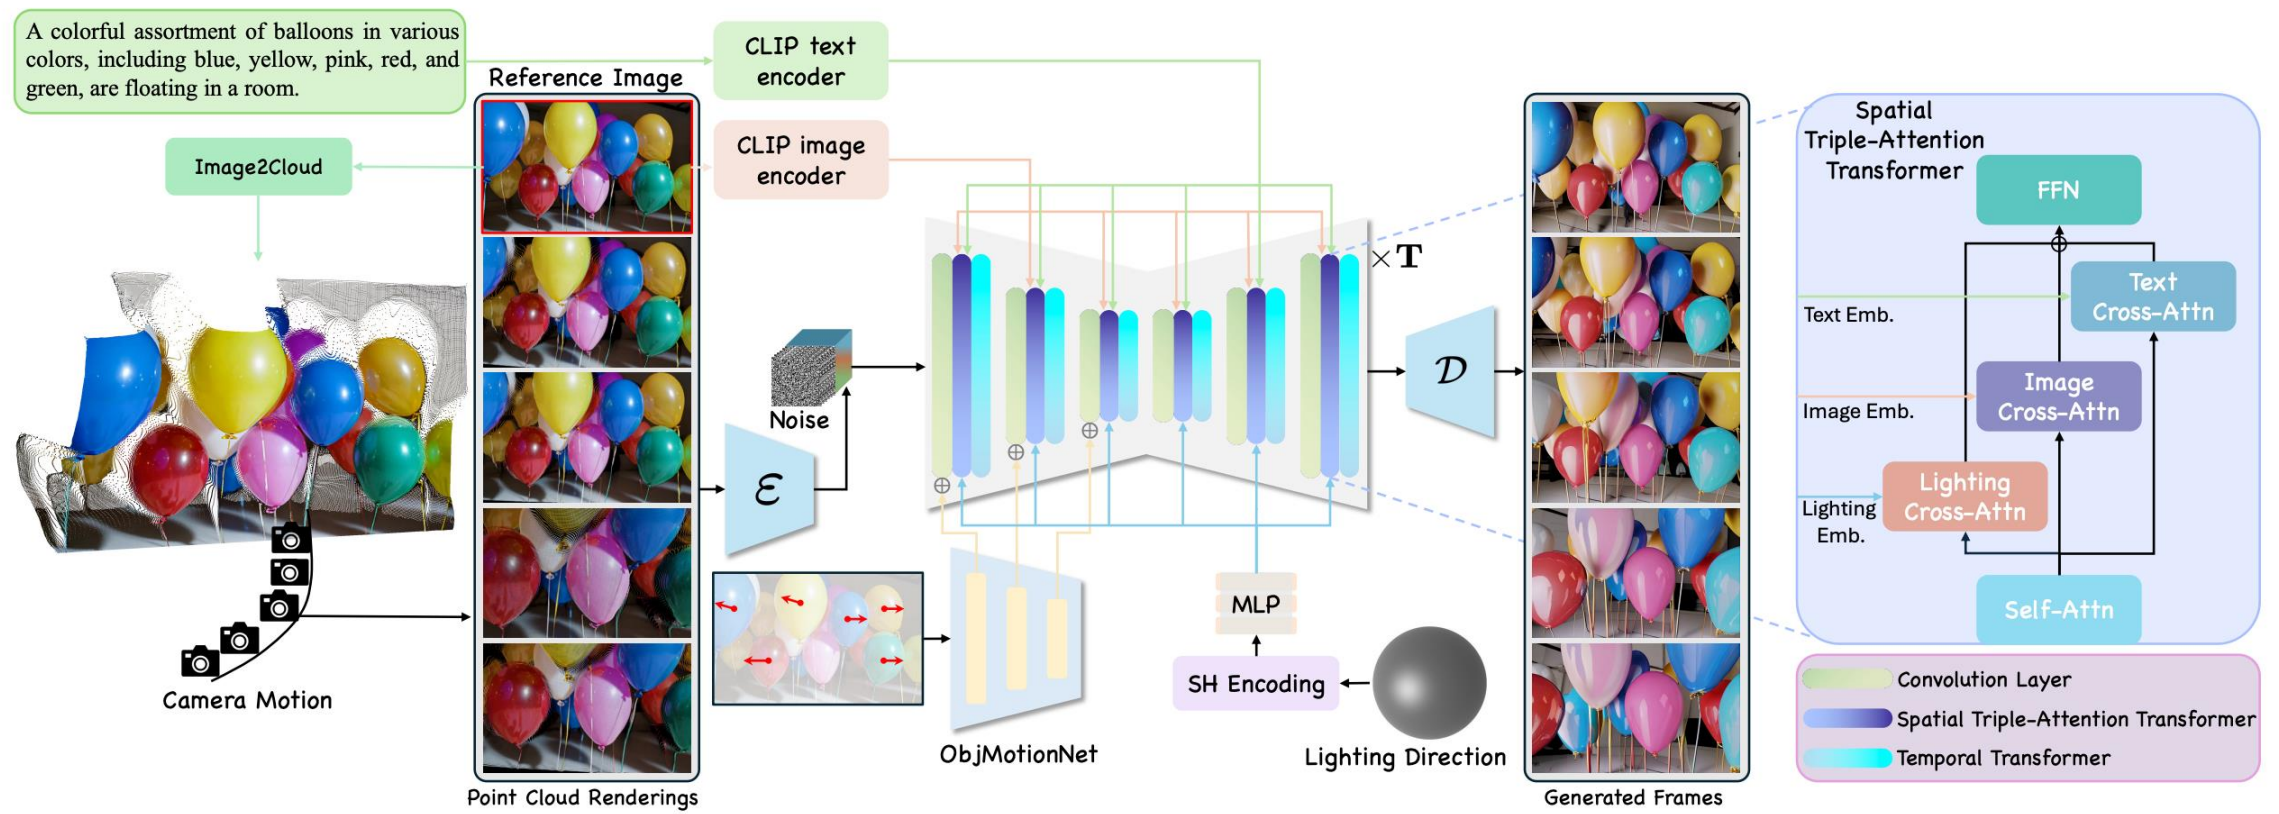 A colorful assortment of balloons in various
colors, including blue, yellow, pink, red, and
green, are floating in a room.
CLIP text
encoder
Reference Image
Image2Cloud
CLIP image
encoder
× T
Noise
ℰ
𝒟
Camera Motion
Point Cloud Renderings
ObjMotionNet
MLP
SH Encoding
Lighting Direction
Generated Frames
Spatial
Triple-Attention
Transformer
FFN
Text
Cross-Attn
Text Emb.
Image
Cross-Attn
Image Emb.
Lighting
Cross-Attn
Lighting
Emb.
Self-Attn
Convolution Layer
Spatial Triple-Attention Transformer
Temporal Transformer